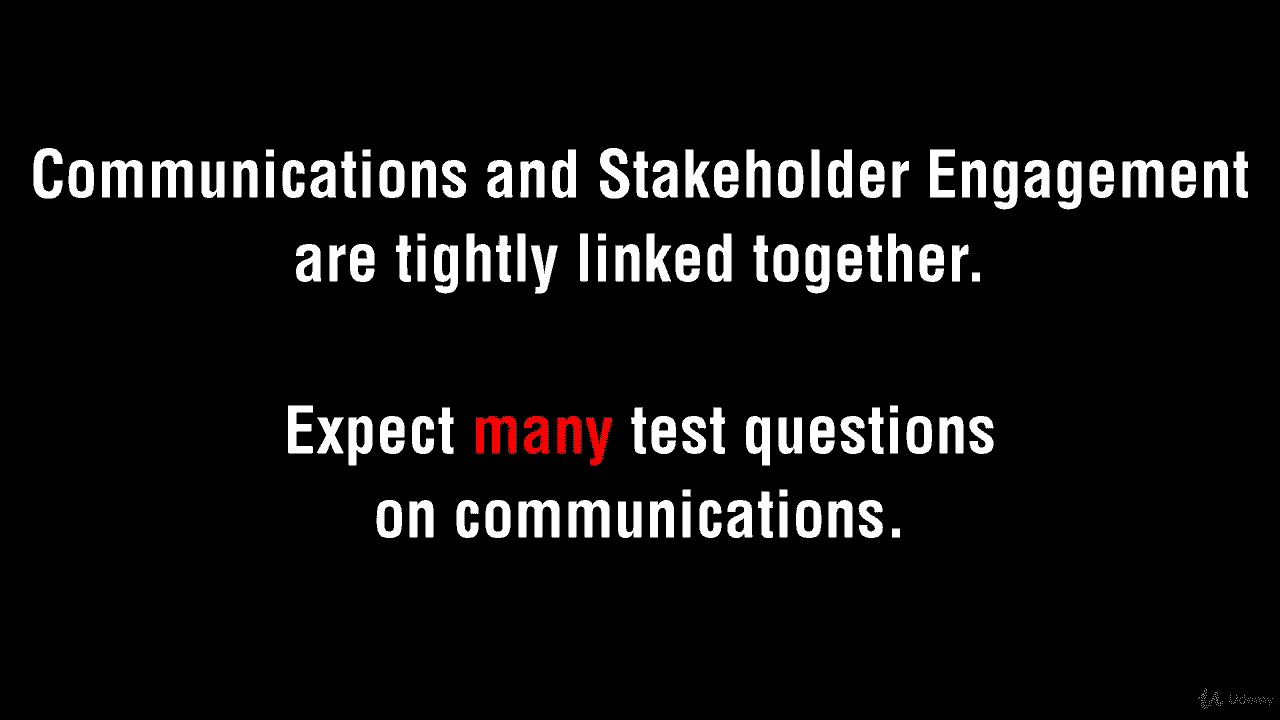 Communications and Stakeholder Engagement
are tightly linked together.
Expect many test questions
on communications.
Udemy